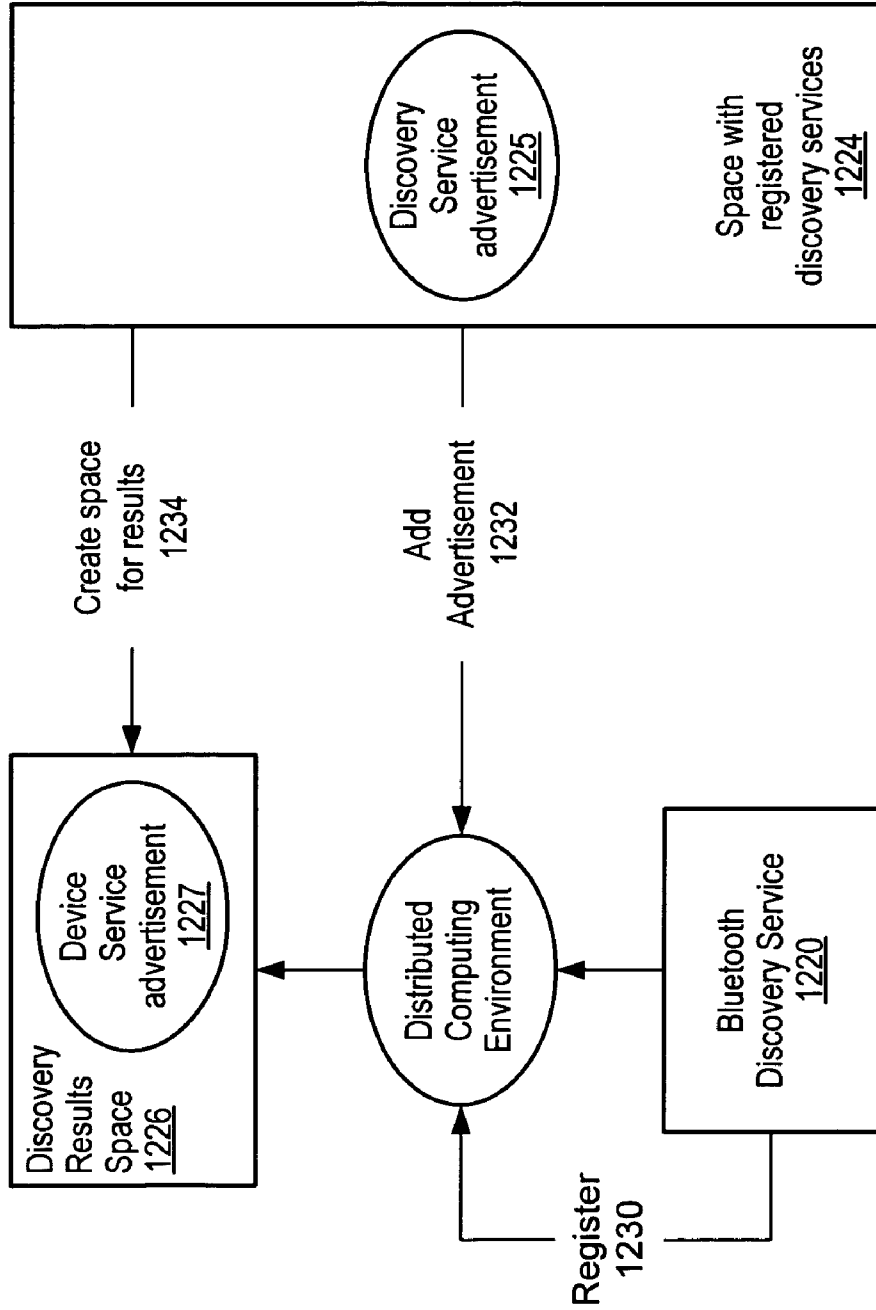 Discovery
Results
Space
1226
Device
Service
advertisement
1227
Create space
for results
1234
Discovery
Service
advertisement
1225
Space with
registered
discovery services
1224
Distributed
Computing
Environment
Add
Advertisement
1232
Register
1230
Bluetooth
Discovery Service
1220